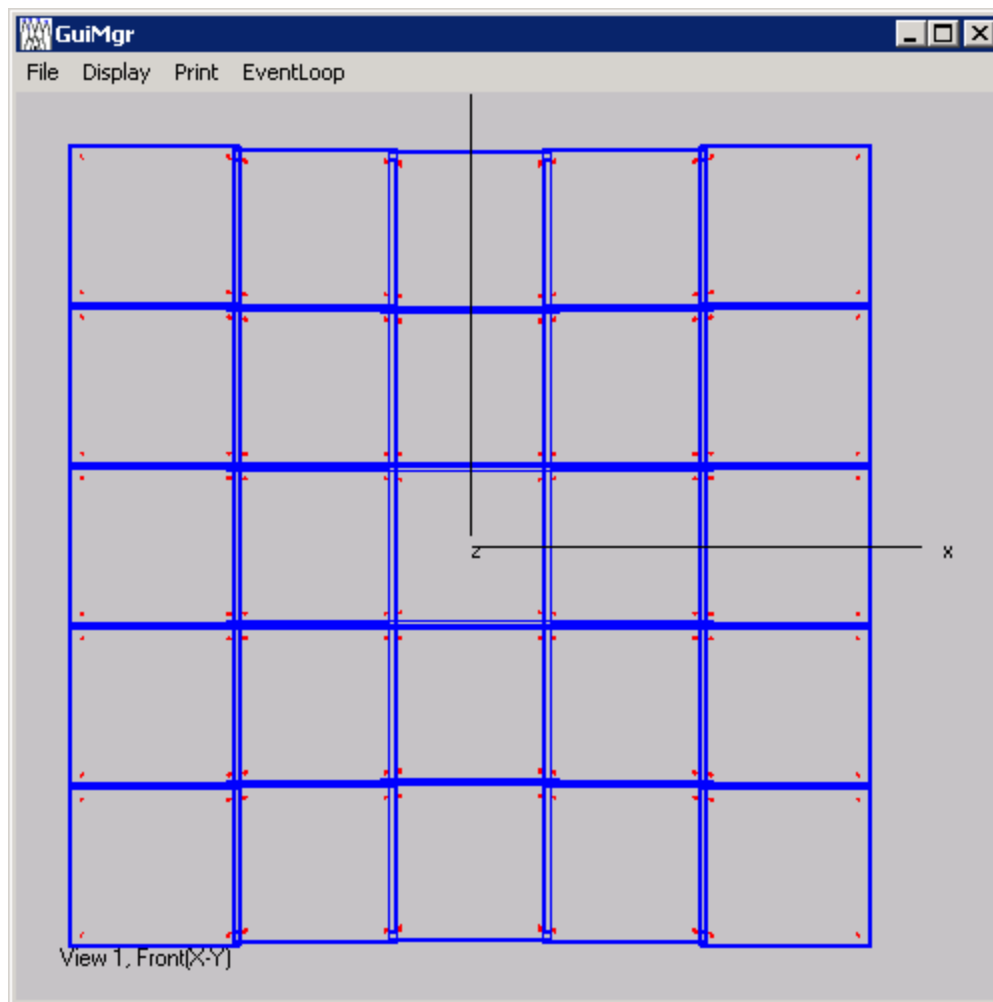 GuiMgr
File Display Print EventLoop
z
x
View 1, Front(X-Y)